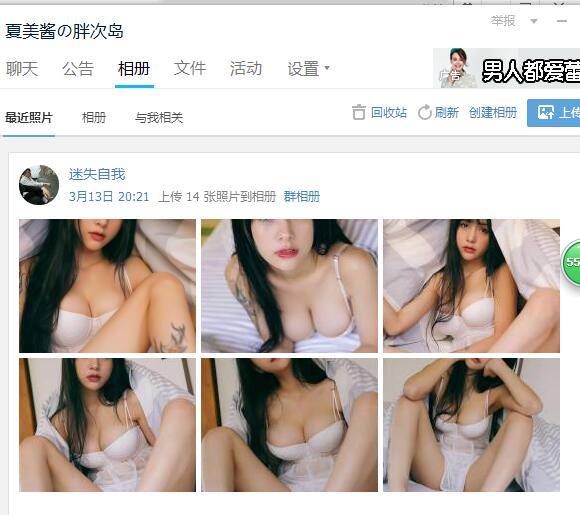 举报
夏美酱の胖次岛
聊天 公告 相册 文件 活动 设置
广告
男人都爱
最近照片 相册 与我相关
回收站 刷新 创建相册 上传
迷失自我
3月13日 20:21 上传 14 张照片到相册 群相册
55